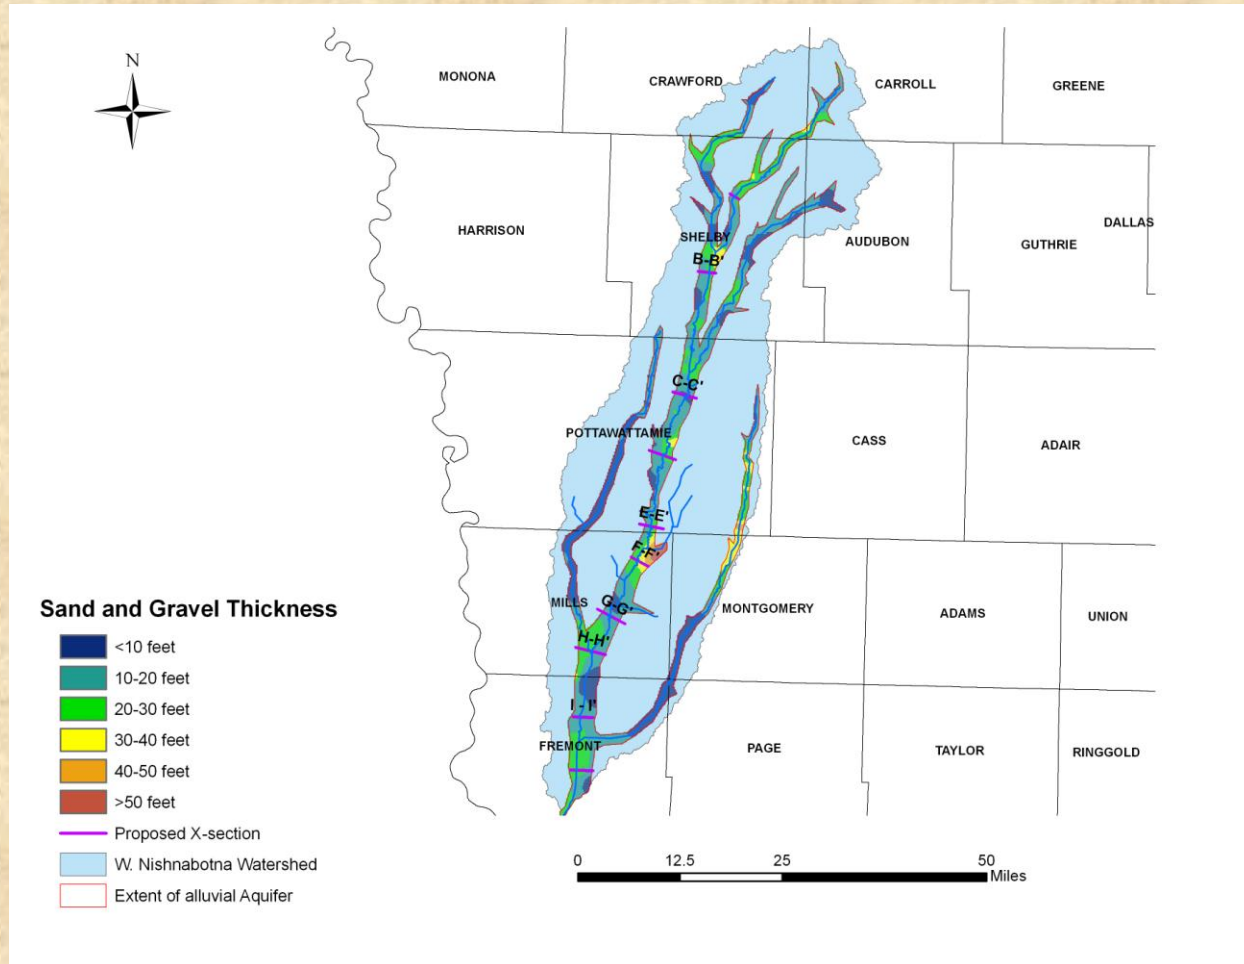 N
MONONA
CRAWFORD
CARROLL
GREENE
HARRISON
SHELBY
AUDUBON
GUTHRIE
DALLAS
B-B'
C-C'
POTTAWATTAMIE
CASS
ADAIR
E-E'
F-F'
MILLS
G-G'
MONTGOMERY
ADAMS
UNION
H-H'
I - I'
FREMONT
PAGE
TAYLOR
RINGGOLD
Sand and Gravel Thickness
<10 feet
10-20 feet
20-30 feet
30-40 feet
40-50 feet
>50 feet
Proposed X-section
W. Nishnabotna Watershed
Extent of alluvial Aquifer
0 12.5 25 50
Miles